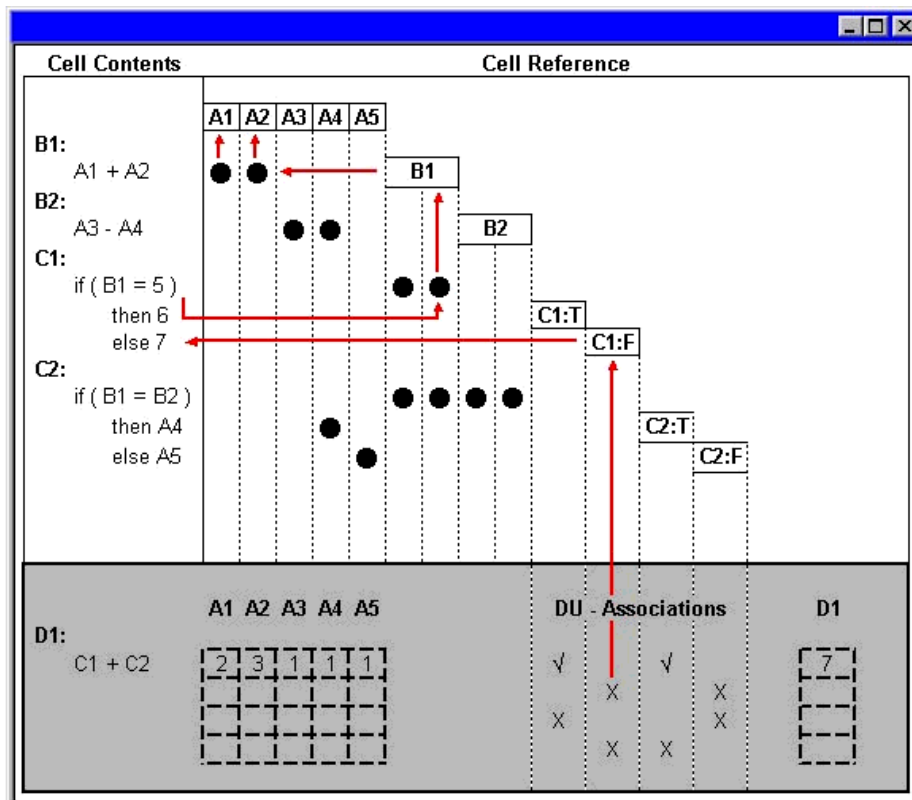 Cell Contents Cell Reference
A1 A2 A3 A4 A5
B1:
A1 + A2 B1
B2:
A3 - A4 B2
C1:
if ( B1 = 5 )
then 6 C1:T
else 7 C1:F
C2:
if ( B1 = B2 )
then A4 C2:T
else A5 C2:F
A1 A2 A3 A4 A5 DU - Associations D1
D1:
C1 + C2 2 3 1 1 1 √ √ 7
X X
X X
X X